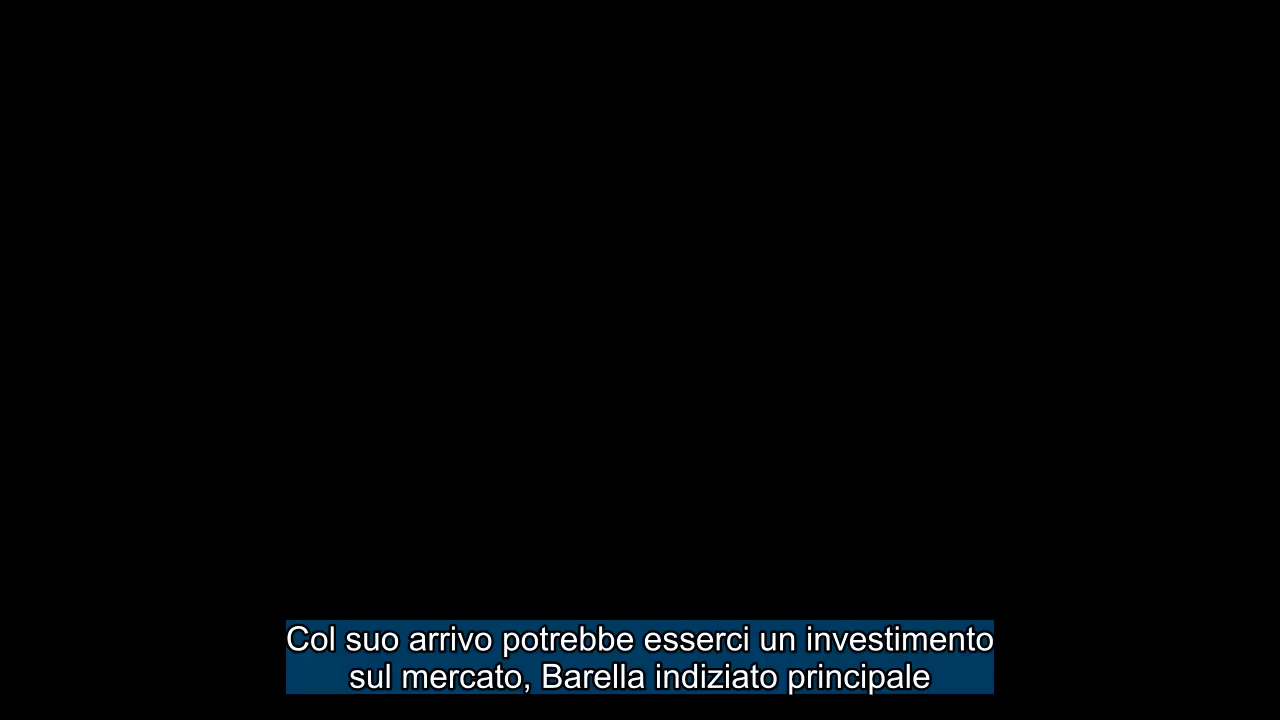 Col suo arrivo potrebbe esserci un investimento
sul mercato, Barella indiziato principale